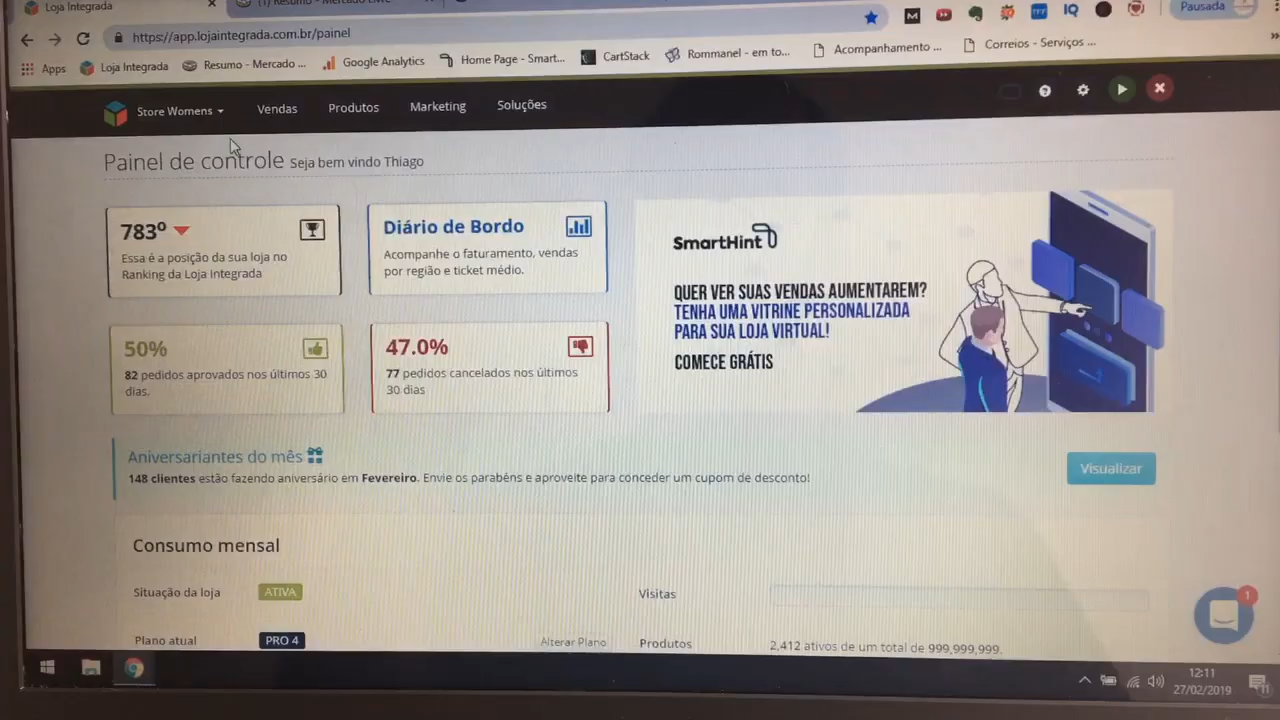 Loja Integrada
(1) Resumo - Mercado Livre
Pausada
https://app.lojaintegrada.com.br/painel
Apps
Loja Integrada
Resumo - Mercado ...
Google Analytics
Home Page - Smart...
CartStack
Rommanel - em to...
Acompanhamento ...
Correios - Serviços ...
Store Womens
Vendas
Produtos
Marketing
Soluções
Painel de controle Seja bem vindo Thiago
783º
Essa é a posição da sua loja no
Ranking da Loja Integrada
Diário de Bordo
Acompanhe o faturamento, vendas
por região e ticket médio.
50%
82 pedidos aprovados nos últimos 30
dias.
47.0%
77 pedidos cancelados nos últimos
30 dias
SmartHint
QUER VER SUAS VENDAS AUMENTAREM?
TENHA UMA VITRINE PERSONALIZADA
PARA SUA LOJA VIRTUAL!
COMECE GRÁTIS
Aniversariantes do mês
148 clientes estão fazendo aniversário em Fevereiro. Envie os parabéns e aproveite para conceder um cupom de desconto!
Visualizar
Consumo mensal
Situação da loja
ATIVA
Visitas
Plano atual
PRO 4
Alterar Plano
Produtos
2,412 ativos de um total de 999,999,999.
1
12:11
27/02/2019
11